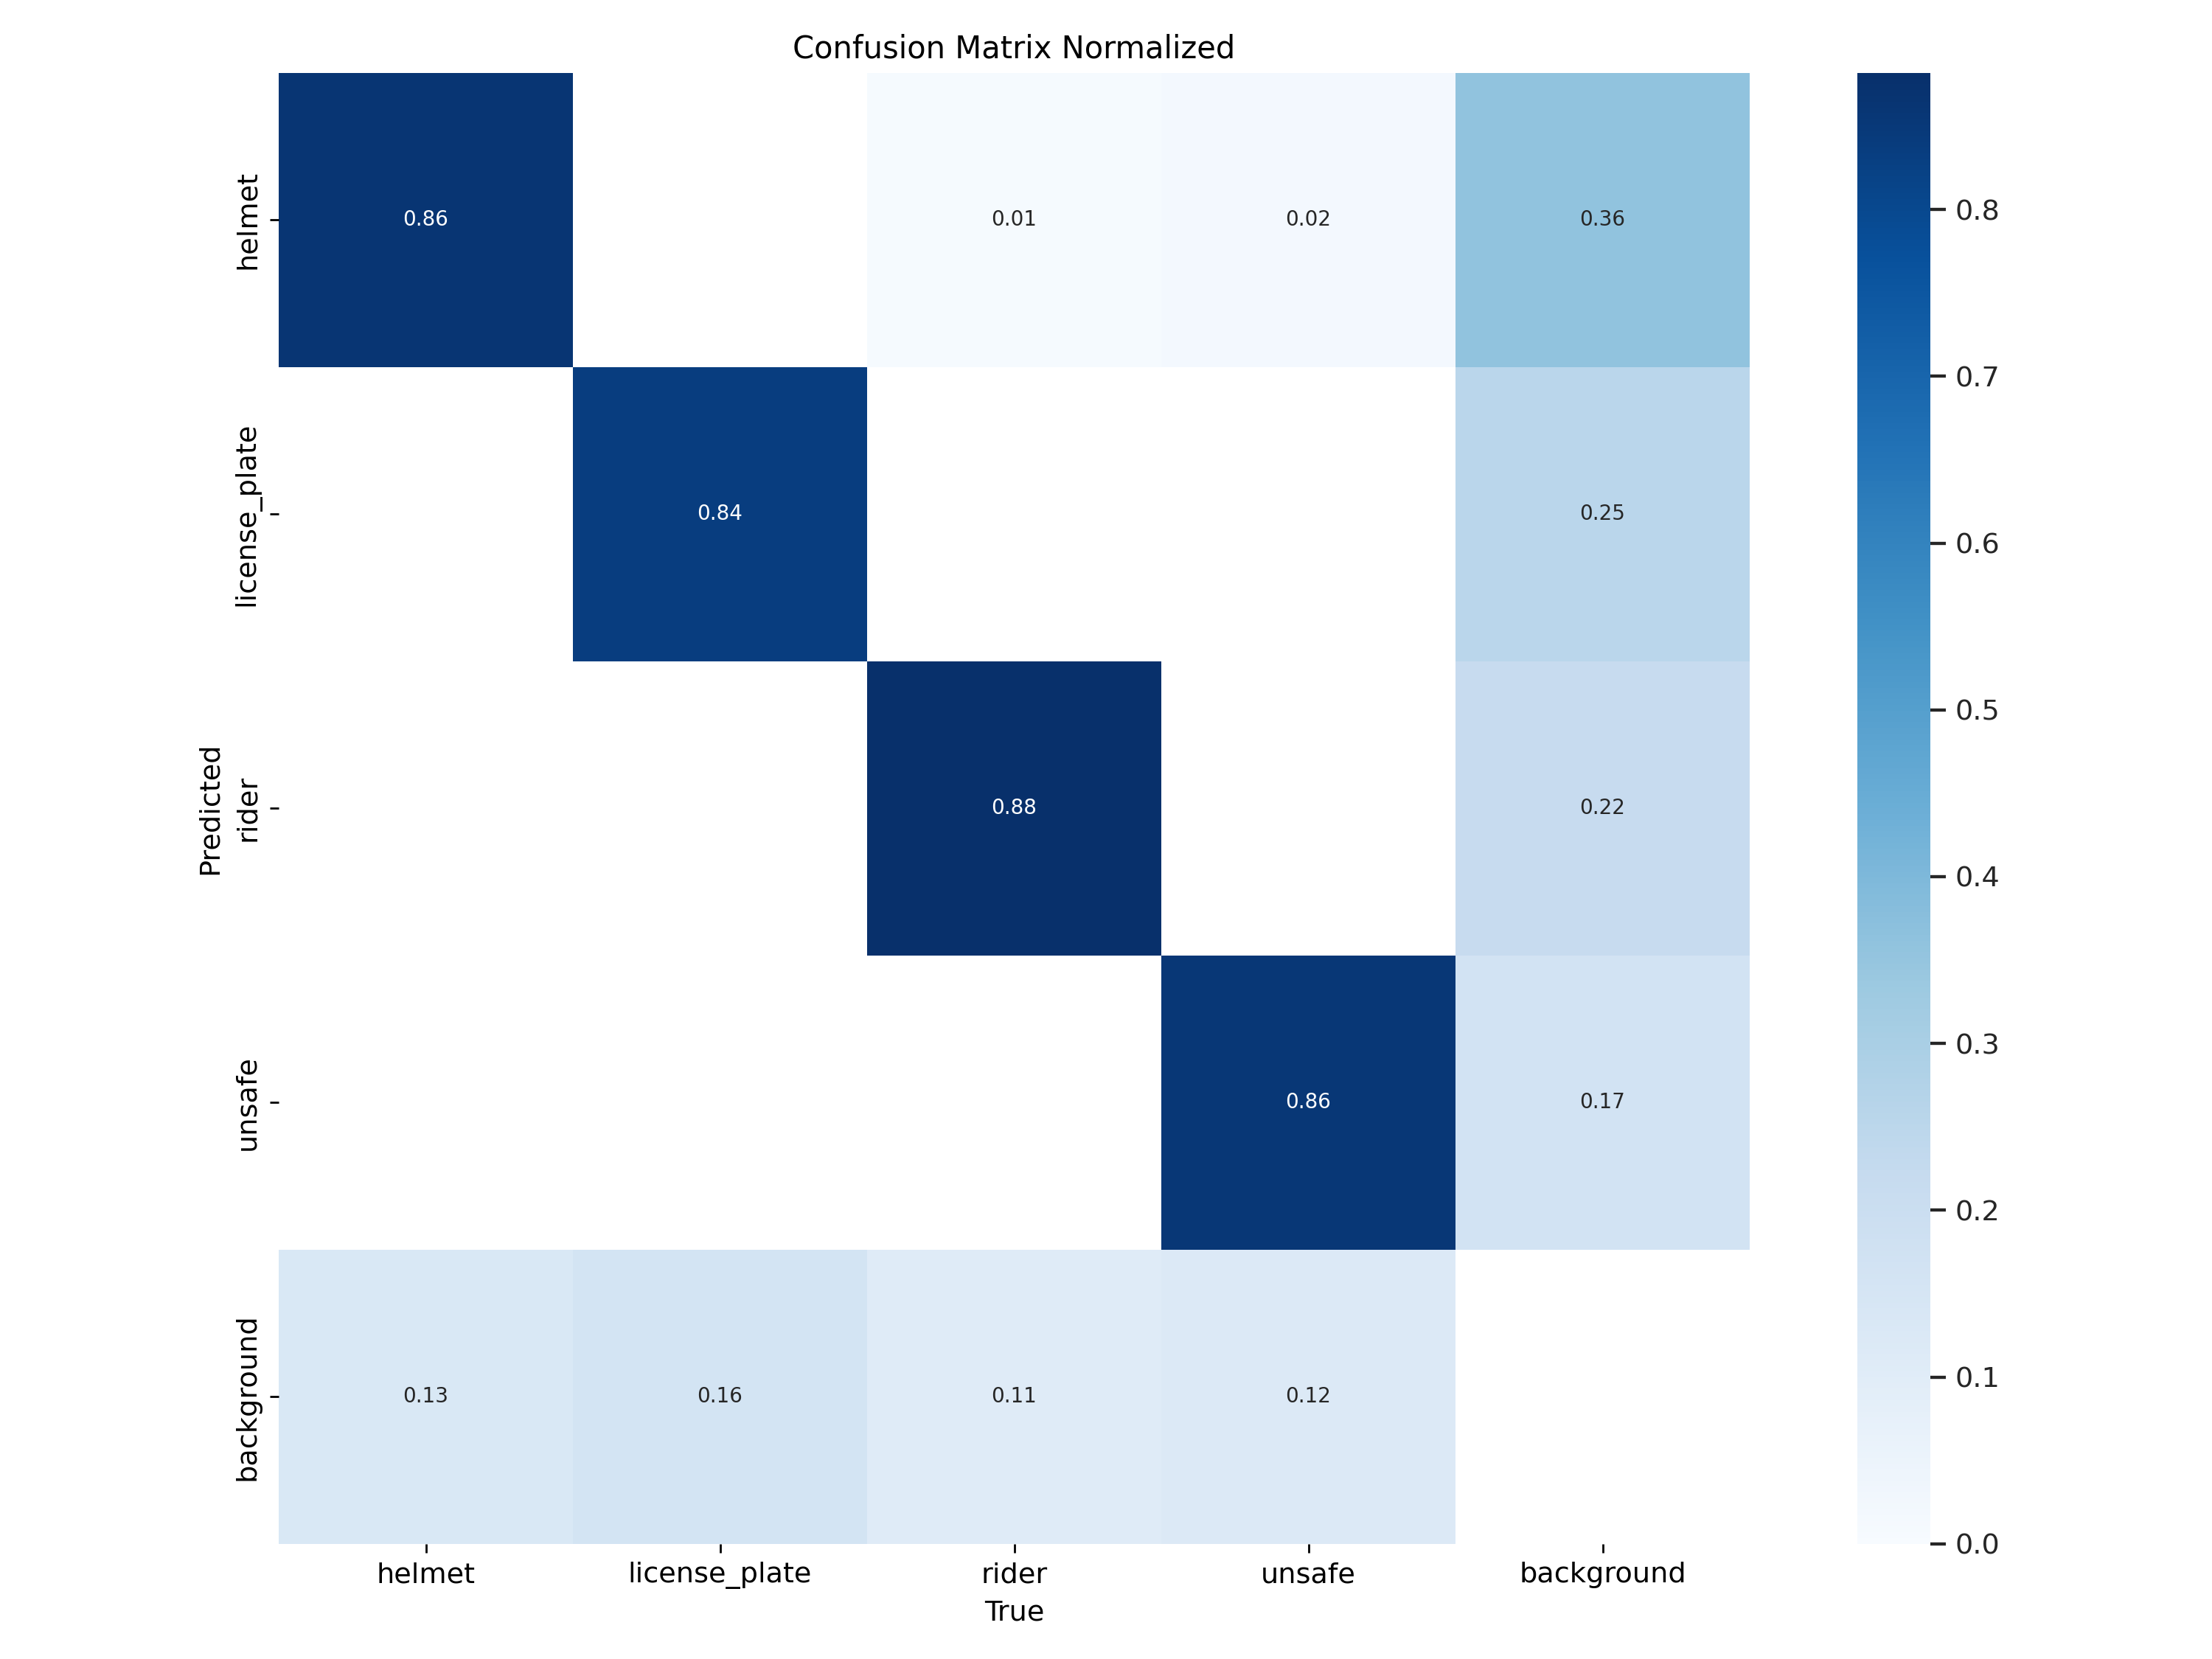 Confusion Matrix Normalized
Predicted
helmet 0.86 0.01 0.02 0.36
license_plate 0.84 0.25
rider 0.88 0.22
unsafe 0.86 0.17
background 0.13 0.16 0.11 0.12
helmet license_plate rider unsafe background
True
0.8
0.7
0.6
0.5
0.4
0.3
0.2
0.1
0.0